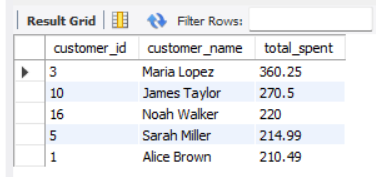 Result Grid Filter Rows:
customer_id customer_name total_spent
3 Maria Lopez 360.25
10 James Taylor 270.5
16 Noah Walker 220
5 Sarah Miller 214.99
1 Alice Brown 210.49